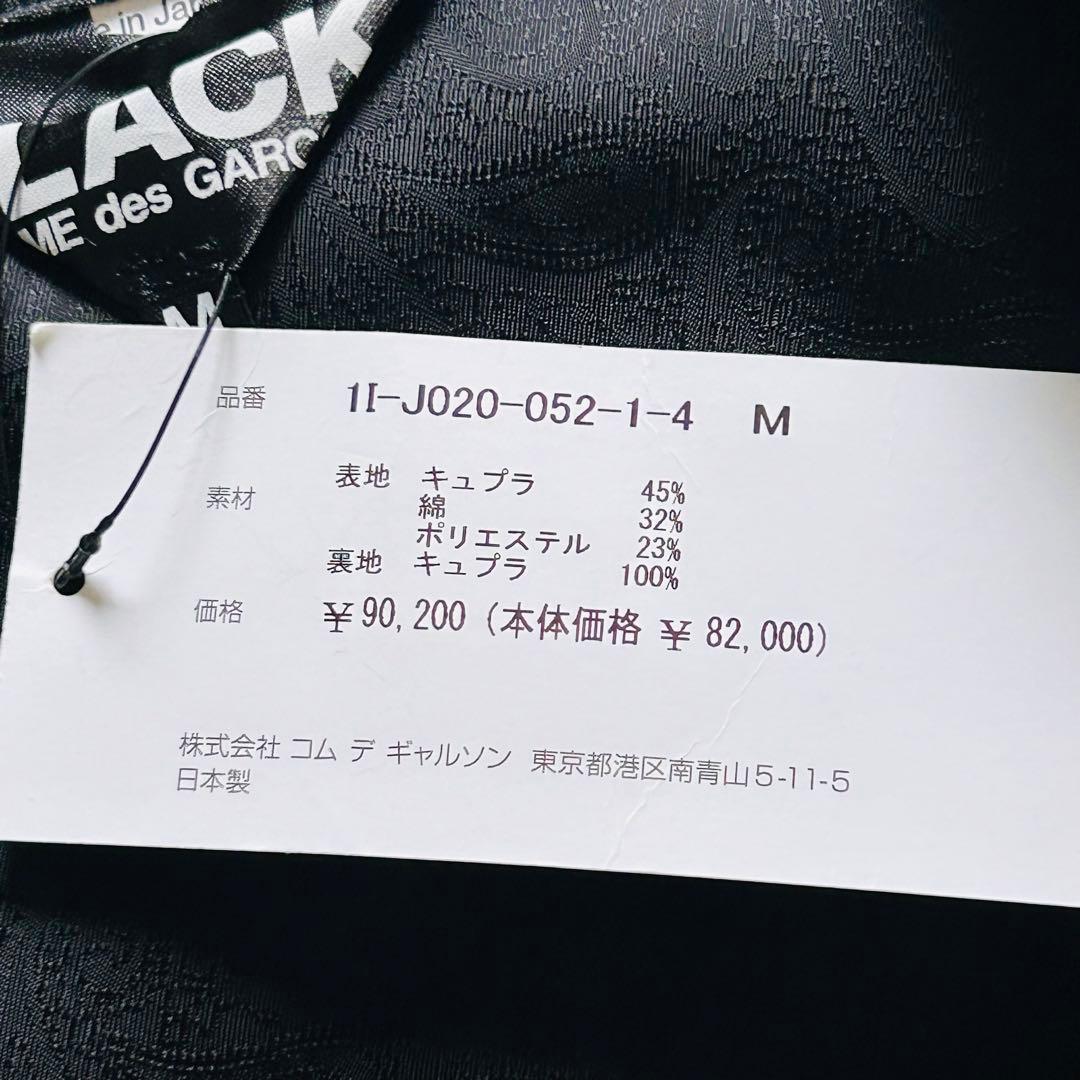 e in Jap
LACK
ME des GARÇ
M
品番 1I-J020-052-1-4 M
素材 表地 キュプラ 45%
綿 32%
ポリエステル 23%
裏地 キュプラ 100%
価格 ¥90,200 (本体価格 ¥ 82,000)
株式会社 コム デ ギャルソン 東京都港区南青山5-11-5
日本製